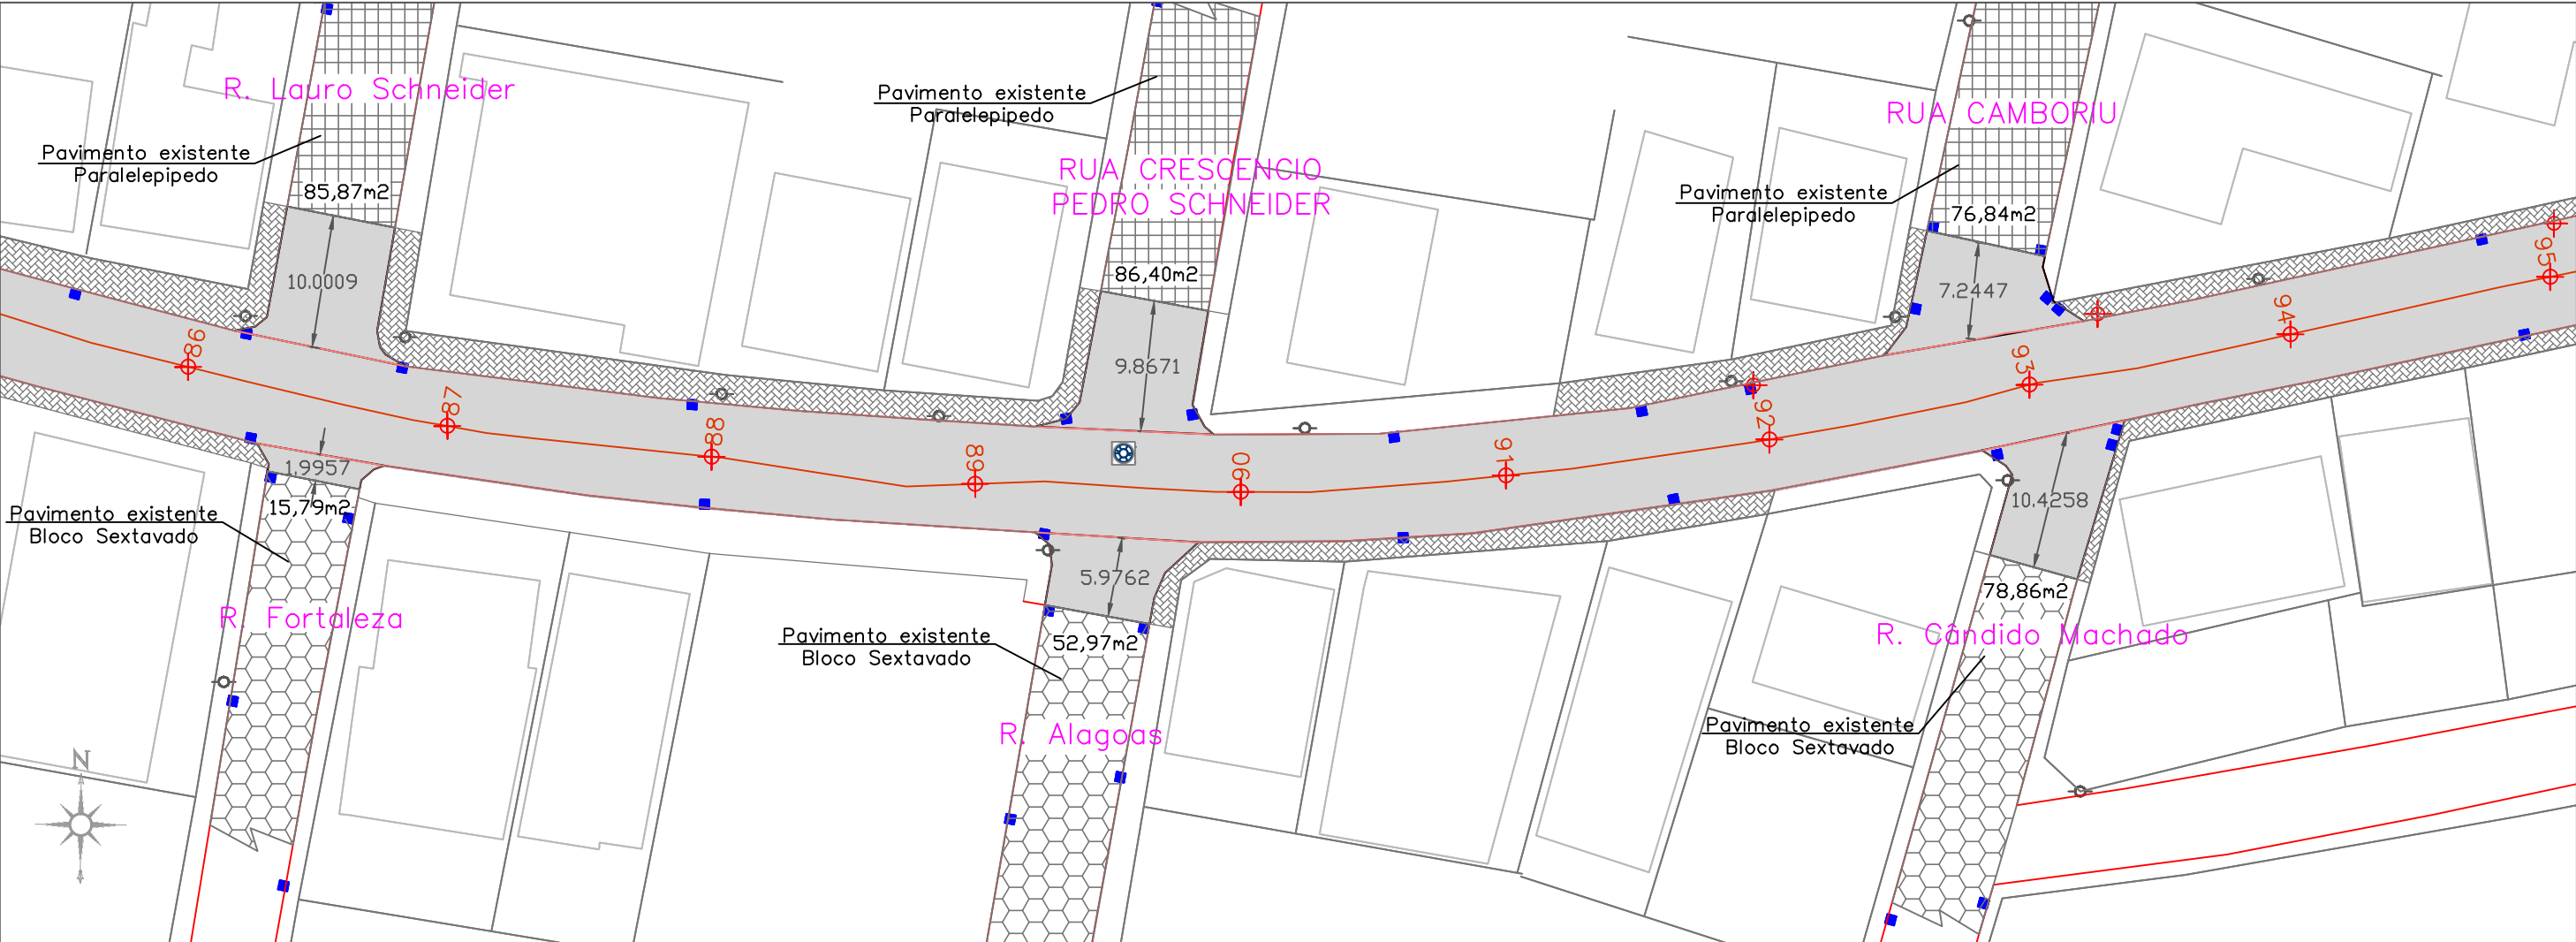 R. Lauro Schneider
Pavimento existente
Paralelepipedo
85,87m2
10.0009
Pavimento existente
Paralelepipedo
RUA CRESCENCIO
PEDRO SCHNEIDER
86,40m2
9.8671
RUA CAMBORIU
Pavimento existente
Paralelepipedo
76,84m2
7.2447
86
87
88
89
90
91
92
93
94
95
1.9957
15,79m2
Pavimento existente
Bloco Sextavado
R. Fortaleza
5.9762
52,97m2
Pavimento existente
Bloco Sextavado
R. Alagoas
10.4258
78,86m2
R. Cândido Machado
Pavimento existente
Bloco Sextavado
N